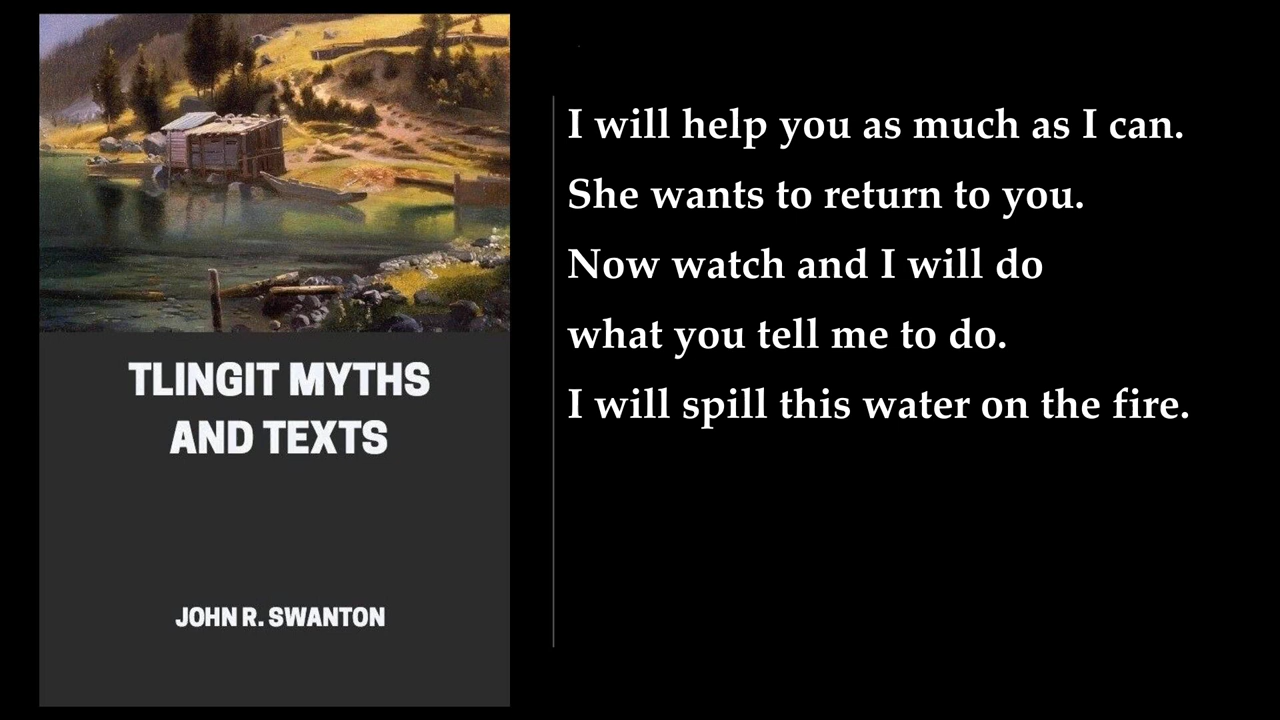 TLINGIT MYTHS
AND TEXTS
JOHN R. SWANTON
I will help you as much as I can.
She wants to return to you.
Now watch and I will do
what you tell me to do.
I will spill this water on the fire.